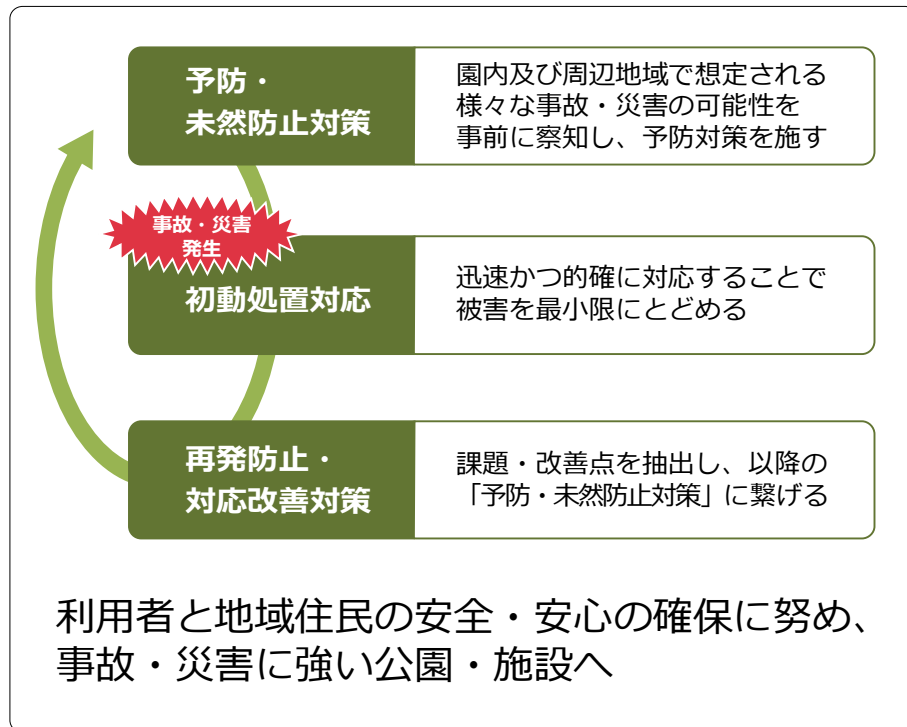 予防・
未然防止対策
園内及び周辺地域で想定される
様々な事故・災害の可能性を
事前に察知し、予防対策を施す
事故・災害
発生
初動処置対応
迅速かつ的確に対応することで
被害を最小限にとどめる
再発防止・
対応改善対策
課題・改善点を抽出し、以降の
「予防・未然防止対策」に繋げる
利用者と地域住民の安全・安心の確保に努め、
事故・災害に強い公園・施設へ